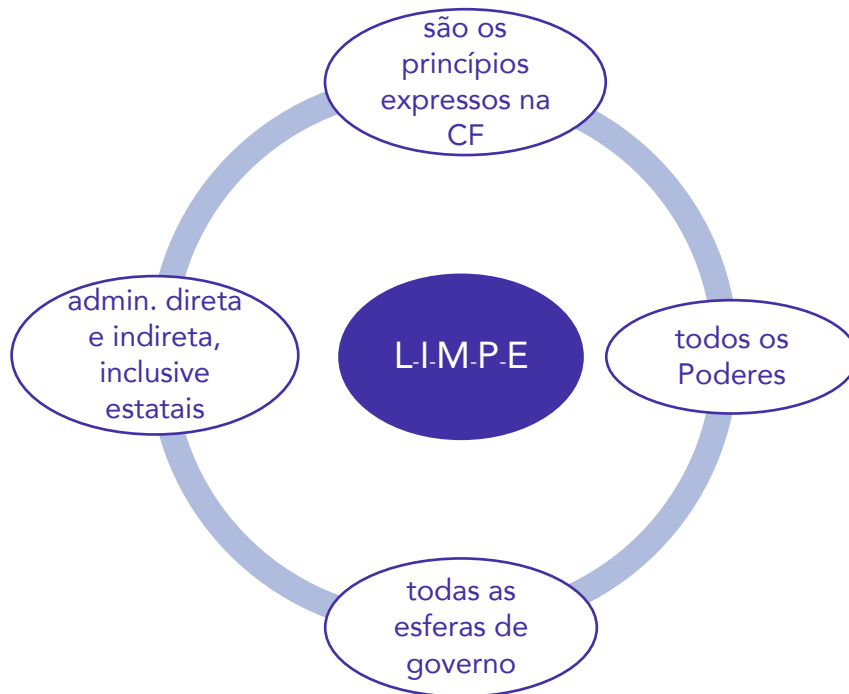 são os
princípios
expressos na
CF
admin. direta
e indireta,
inclusive
estatais
L-I-M-P-E
todos os
Poderes
todas as
esferas de
governo